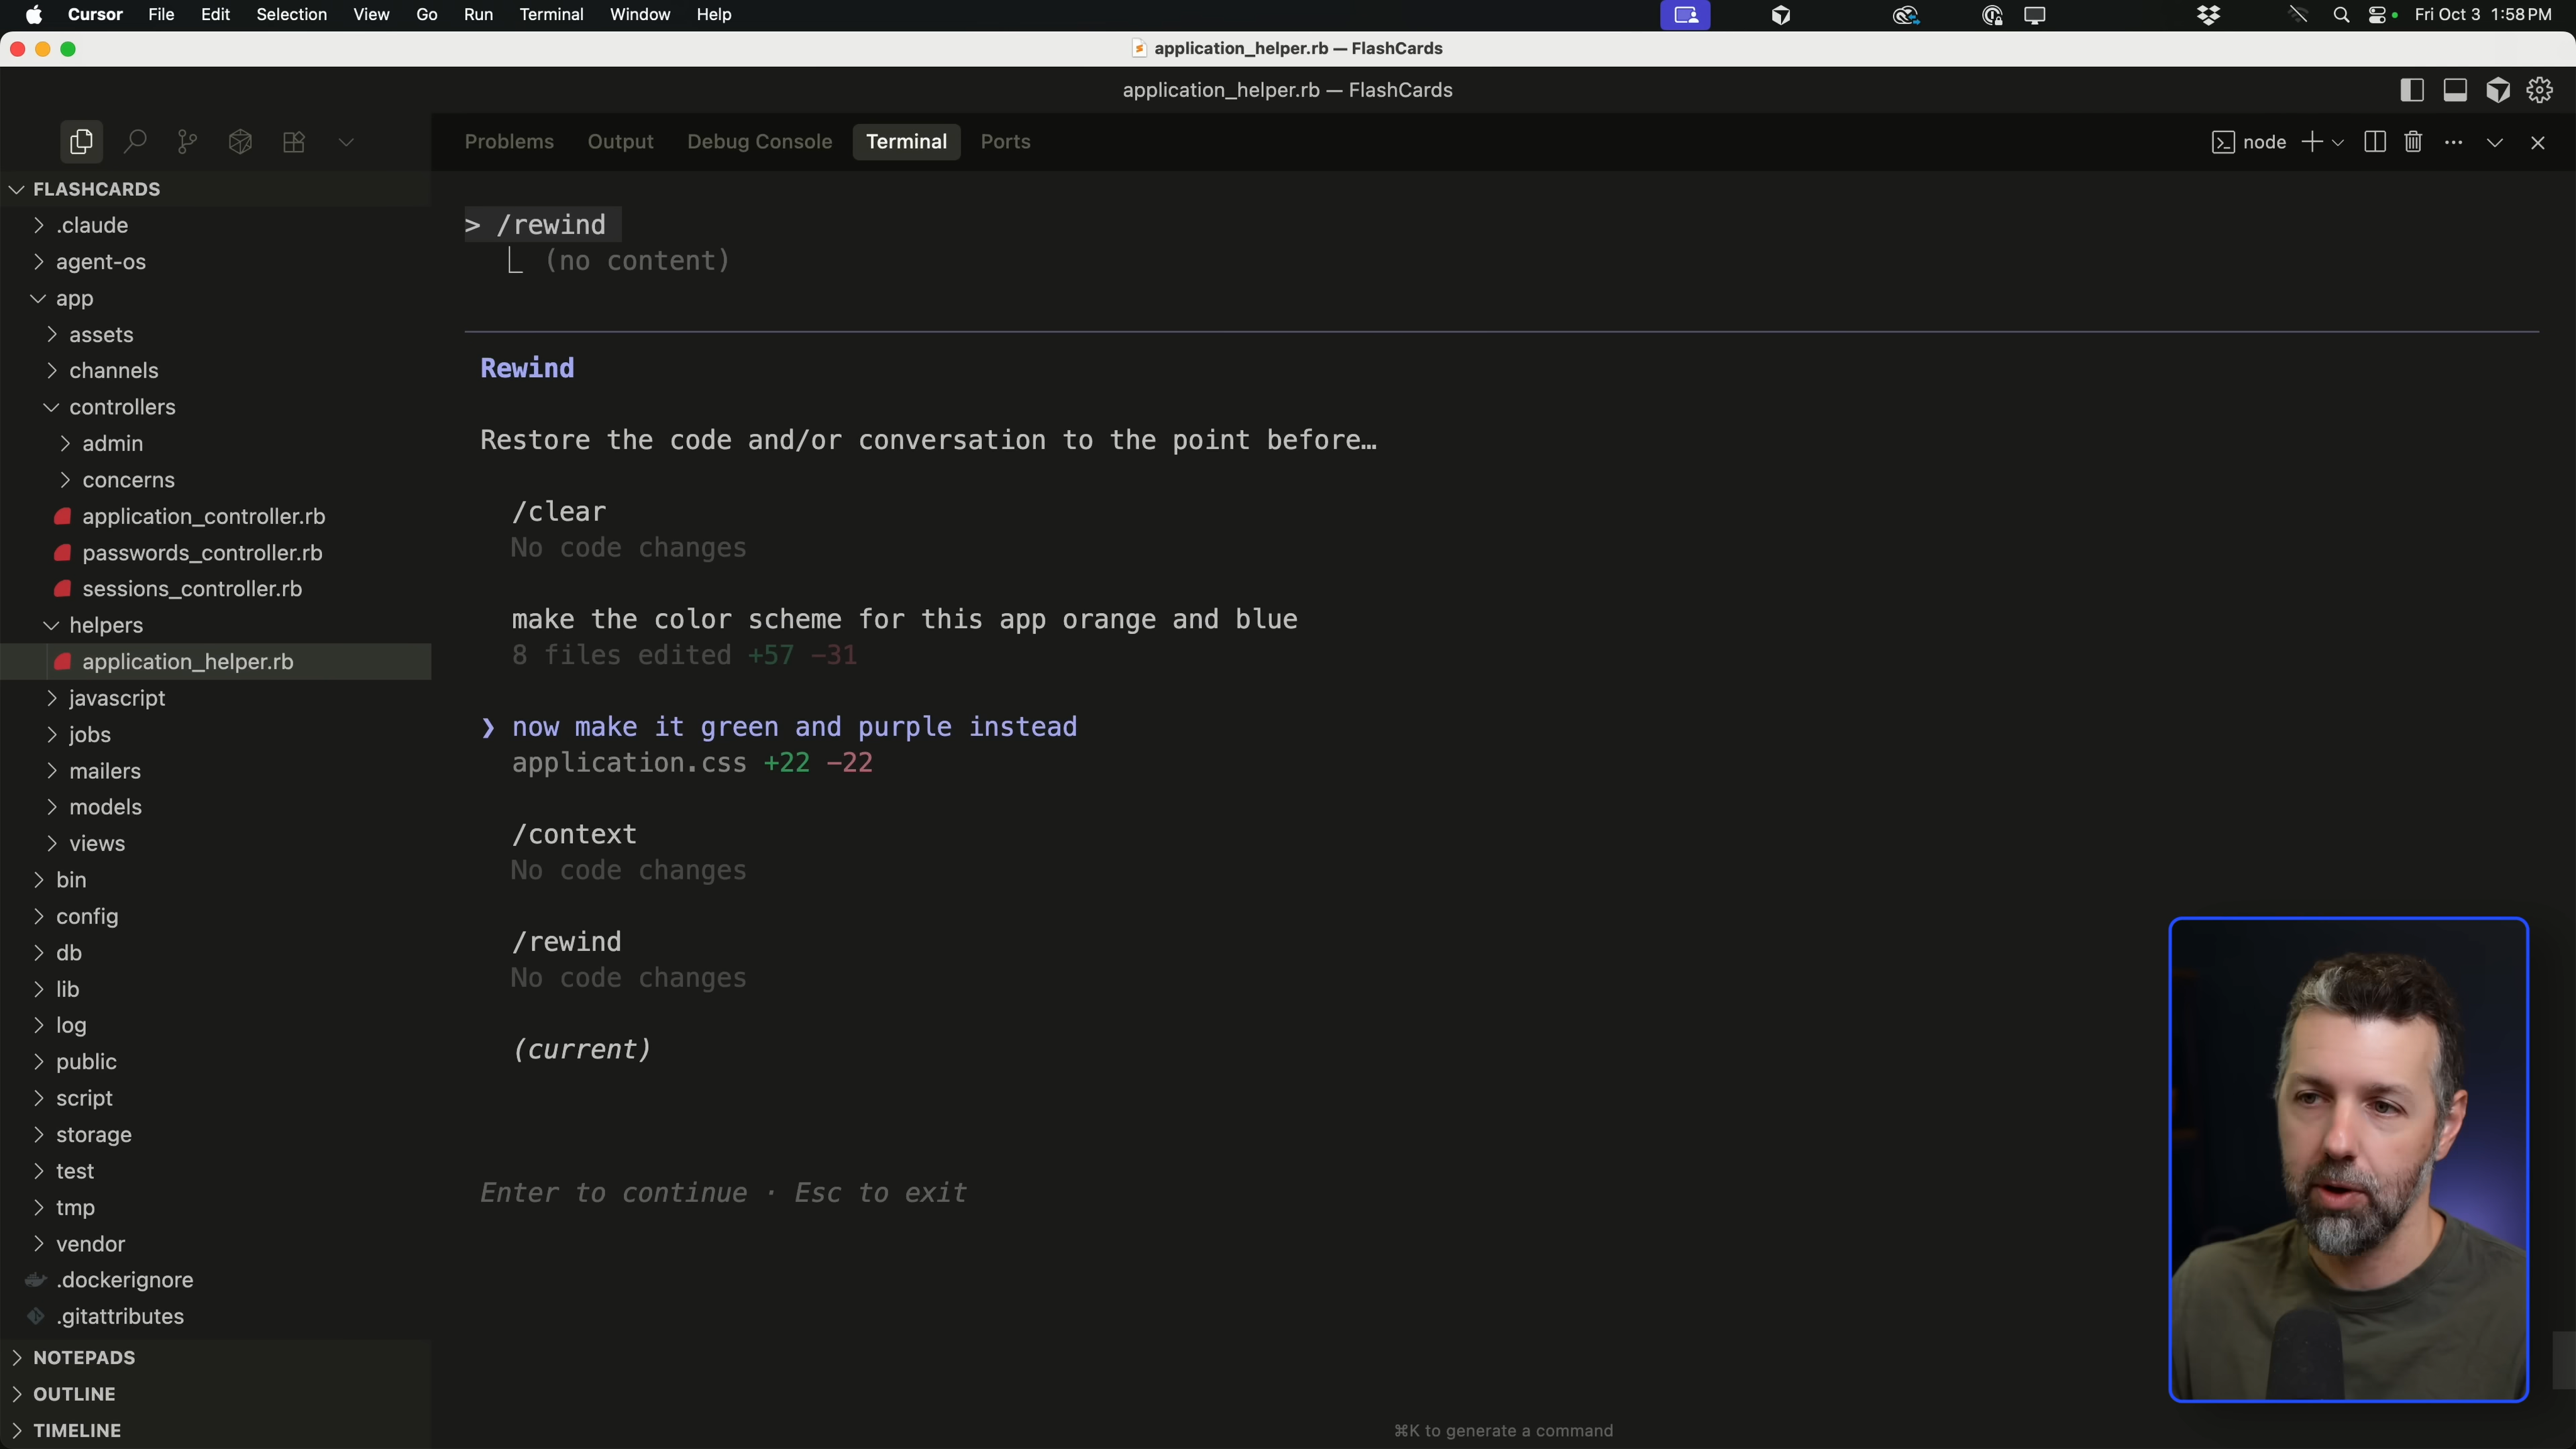 Cursor File Edit Selection View Go Run Terminal Window Help
Fri Oct 3 1:58 PM
application_helper.rb — FlashCards
application_helper.rb — FlashCards
Problems Output Debug Console Terminal Ports
node
FLASHCARDS
.claude
agent-os
app
assets
channels
controllers
admin
concerns
application_controller.rb
passwords_controller.rb
sessions_controller.rb
helpers
application_helper.rb
javascript
jobs
mailers
models
views
bin
config
db
lib
log
public
script
storage
test
tmp
vendor
.dockerignore
.gitattributes
NOTEPADS
OUTLINE
TIMELINE
> /rewind
(no content)
Rewind
Restore the code and/or conversation to the point before…
/clear
No code changes
make the color scheme for this app orange and blue
8 files edited +57 -31
❯ now make it green and purple instead
application.css +22 -22
/context
No code changes
/rewind
No code changes
(current)
Enter to continue · Esc to exit
⌘K to generate a command